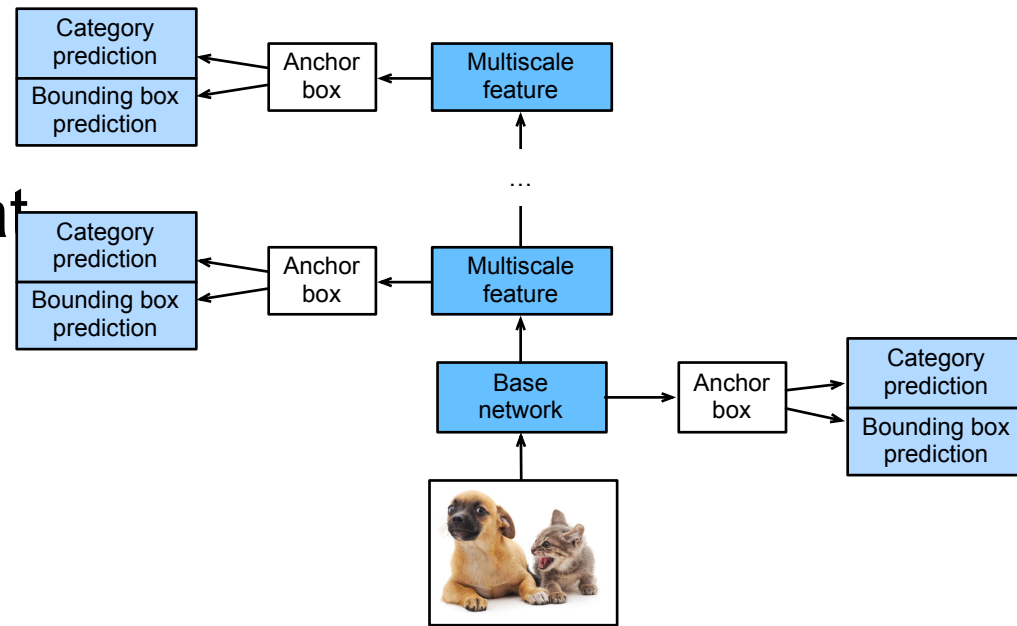 Category
prediction
Bounding box
prediction
Anchor
box
Multiscale
feature
...
Category
prediction
Bounding box
prediction
Anchor
box
Multiscale
feature
Base
network
Anchor
box
Category
prediction
Bounding box
prediction